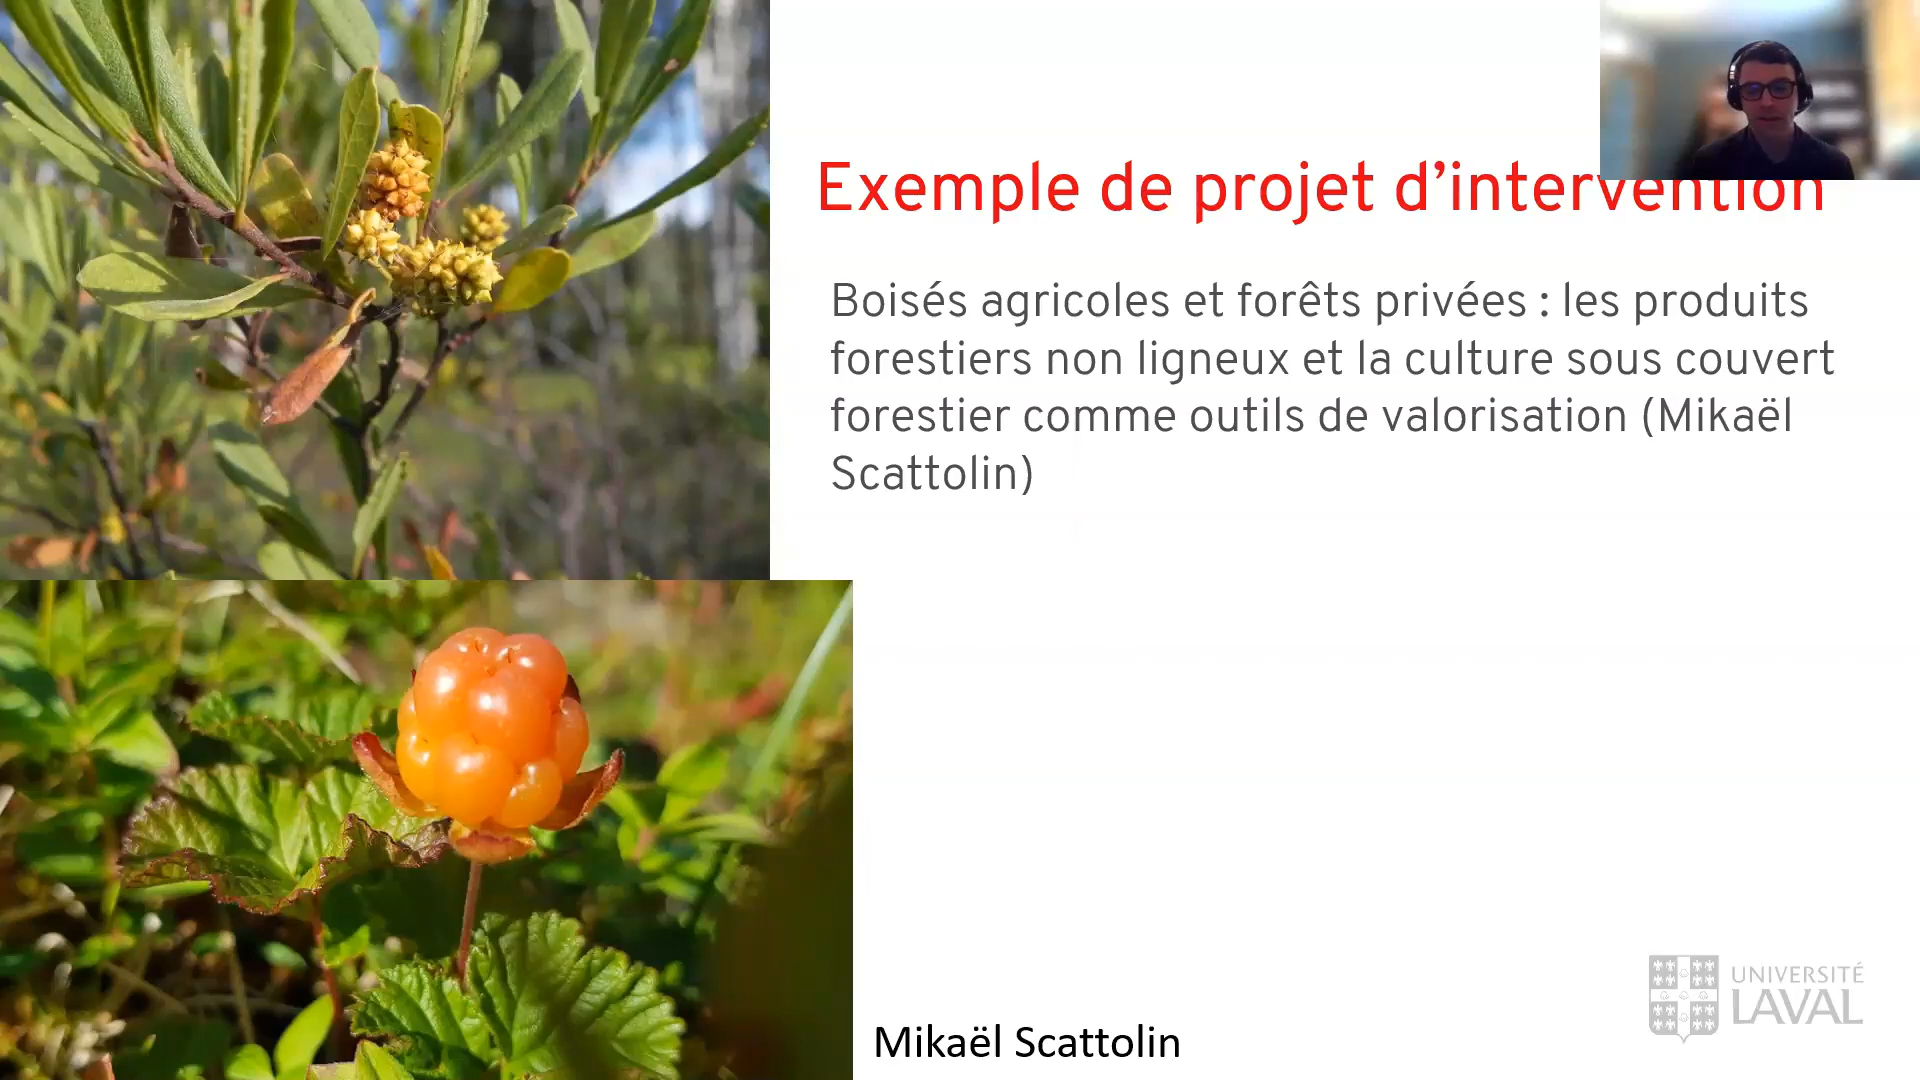 Exemple de projet d'intervention
Boisés agricoles et forêts privées : les produits
forestiers non ligneux et la culture sous couvert
forestier comme outils de valorisation (Mikaël
Scattolin)
UNIVERSITÉ
LAVAL
Mikaël Scattolin